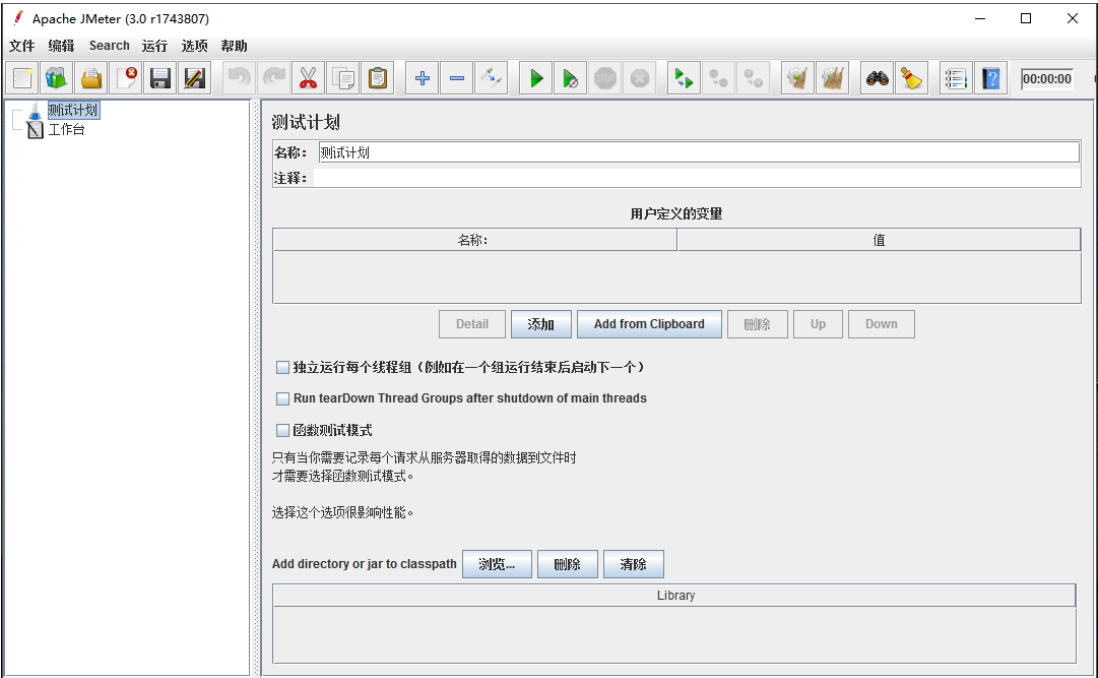 Apache JMeter (3.0 r1743807)
文件 编辑 Search 运行 选项 帮助
STOP 00:00:00
测试计划
工作台
测试计划
名称: 测试计划
注释:
用户定义的变量
名称: 值
Detail 添加 Add from Clipboard 删除 Up Down
独立运行每个线程组（例如在一个组运行结束后启动下一个）
Run tearDown Thread Groups after shutdown of main threads
函数测试模式
只有当你需要记录每个请求从服务器取得的数据到文件时
才需要选择函数测试模式。
选择这个选项很影响性能。
Add directory or jar to classpath 浏览... 删除 清除
Library